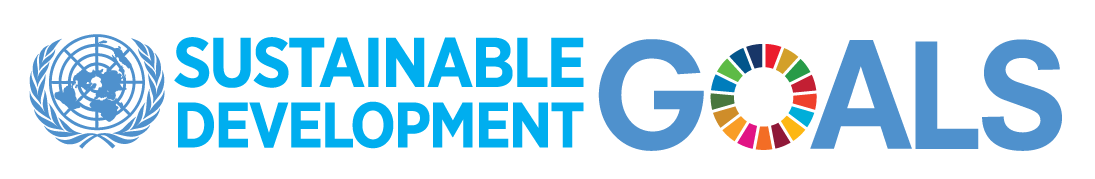 SUSTAINABLE
DEVELOPMENT
GOALS